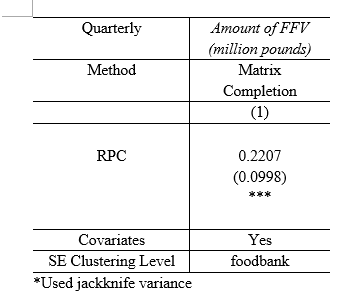 Quarterly Amount of FFV
(million pounds)
Method Matrix
Completion
(1)
RPC 0.2207
(0.0998)
***
Covariates Yes
SE Clustering Level foodbank
*Used jackknife variance